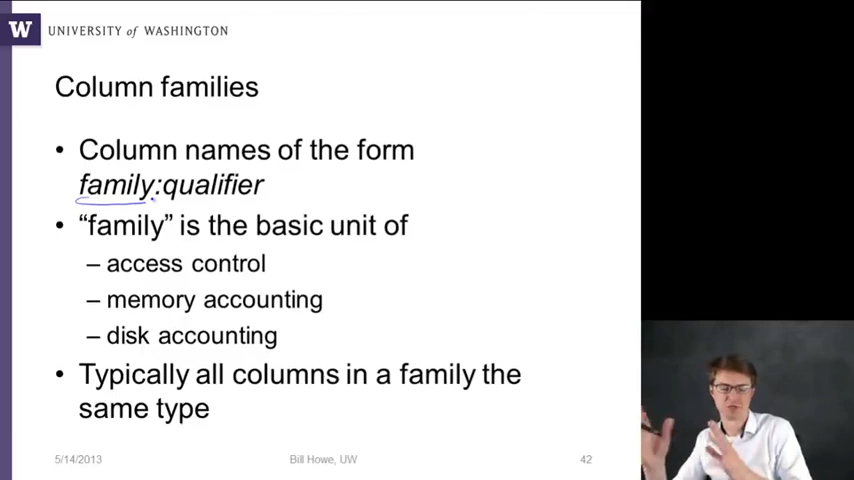 W UNIVERSITY of WASHINGTON
Column families
• Column names of the form
family:qualifier
• “family” is the basic unit of
– access control
– memory accounting
– disk accounting
• Typically all columns in a family the
same type
5/14/2013 Bill Howe, UW 42